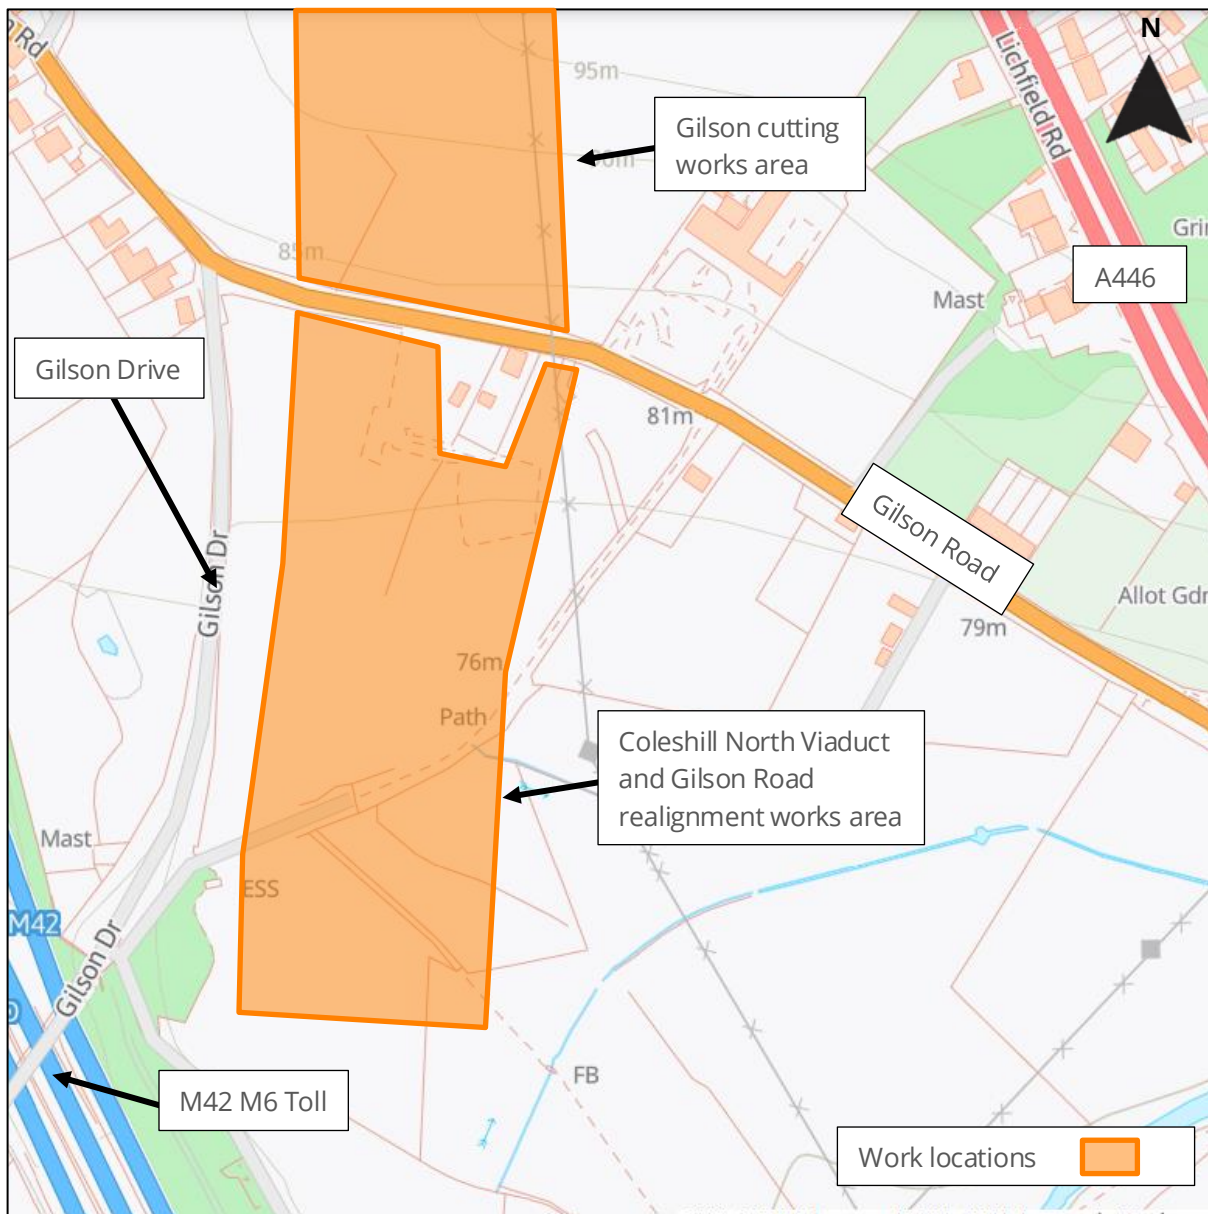 Rd
N
Lichfield Rd
95m
Gilson cutting
works area
90m
Grin
85m
A446
Mast
Gilson Drive
81m
Gilson Road
Gilson Dr
Allot Gdn
79m
76m
Path
Coleshill North Viaduct
and Gilson Road
realignment works area
Mast
ESS
M42
Gilson Dr
FB
M42 M6 Toll
Work locations